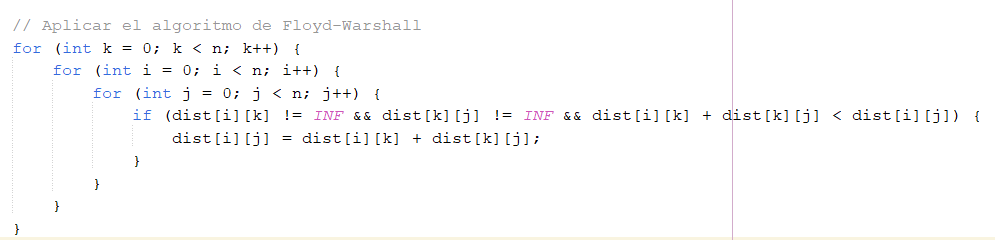 // Aplicar el algoritmo de Floyd-Warshall
for (int k = 0; k < n; k++) {
for (int i = 0; i < n; i++) {
for (int j = 0; j < n; j++) {
if (dist[i][k] != INF && dist[k][j] != INF && dist[i][k] + dist[k][j] < dist[i][j]) {
dist[i][j] = dist[i][k] + dist[k][j];
}
}
}
}